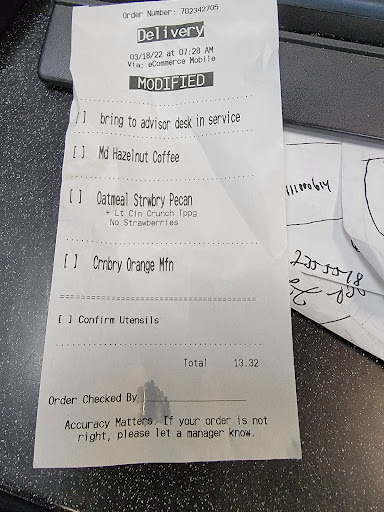 Order Number: 702342705
Delivery
03/18/22 at 07:28 AM
Via: eCommerce Mobile
MODIFIED
[ ] bring to advisor desk in service
[ ] Md Hazelnut Coffee
[ ] Oatmeal Strwbry Pecan
+ Lt Cin Crunch Tppg
No Strawberries
[ ] Crnbry Orange Mfn
[ ] Confirm Utensils
Total 13.32
Order Checked By
Accuracy Matters. If your order is not
right, please let a manager know.